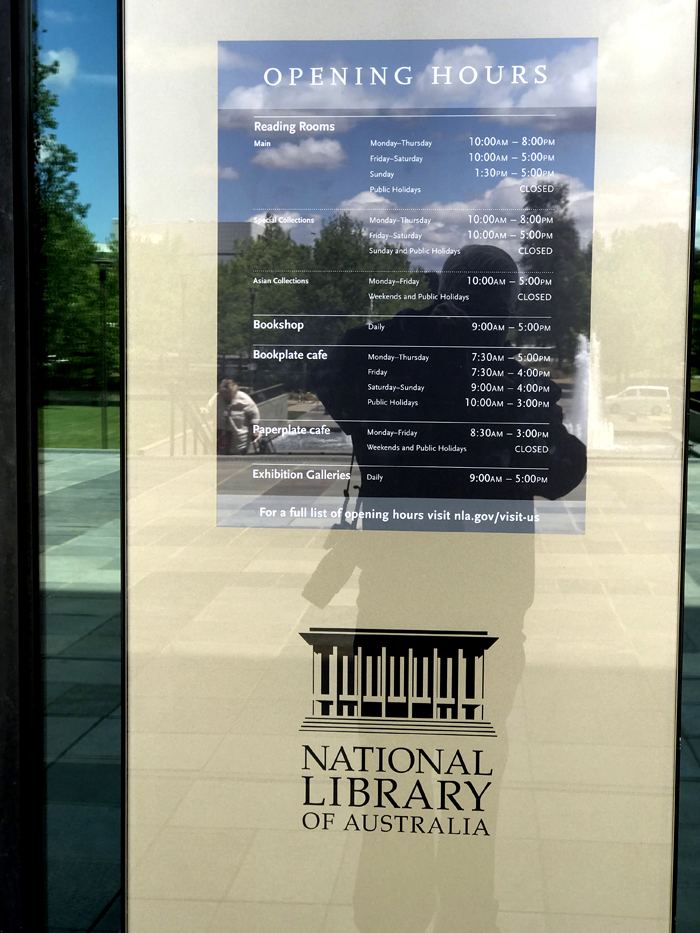 OPENING HOURS
Reading Rooms
Main Monday–Thursday 10:00AM – 8:00PM
Friday–Saturday 10:00AM – 5:00PM
Sunday 1:30PM – 5:00PM
Public Holidays CLOSED
Special Collections Monday–Thursday 10:00AM – 8:00PM
Friday–Saturday 10:00AM – 5:00PM
Sunday and Public Holidays CLOSED
Asian Collections Monday–Friday 10:00AM – 5:00PM
Weekends and Public Holidays CLOSED
Bookshop Daily 9:00AM – 5:00PM
Bookplate cafe Monday–Thursday 7:30AM – 5:00PM
Friday 7:30AM – 4:00PM
Saturday–Sunday 9:00AM – 4:00PM
Public Holidays 10:00AM – 3:00PM
Paperplate cafe Monday–Friday 8:30AM – 3:00PM
Weekends and Public Holidays CLOSED
Exhibition Galleries Daily 9:00AM – 5:00PM
For a full list of opening hours visit nla.gov/visit-us
NATIONAL
LIBRARY
OF AUSTRALIA